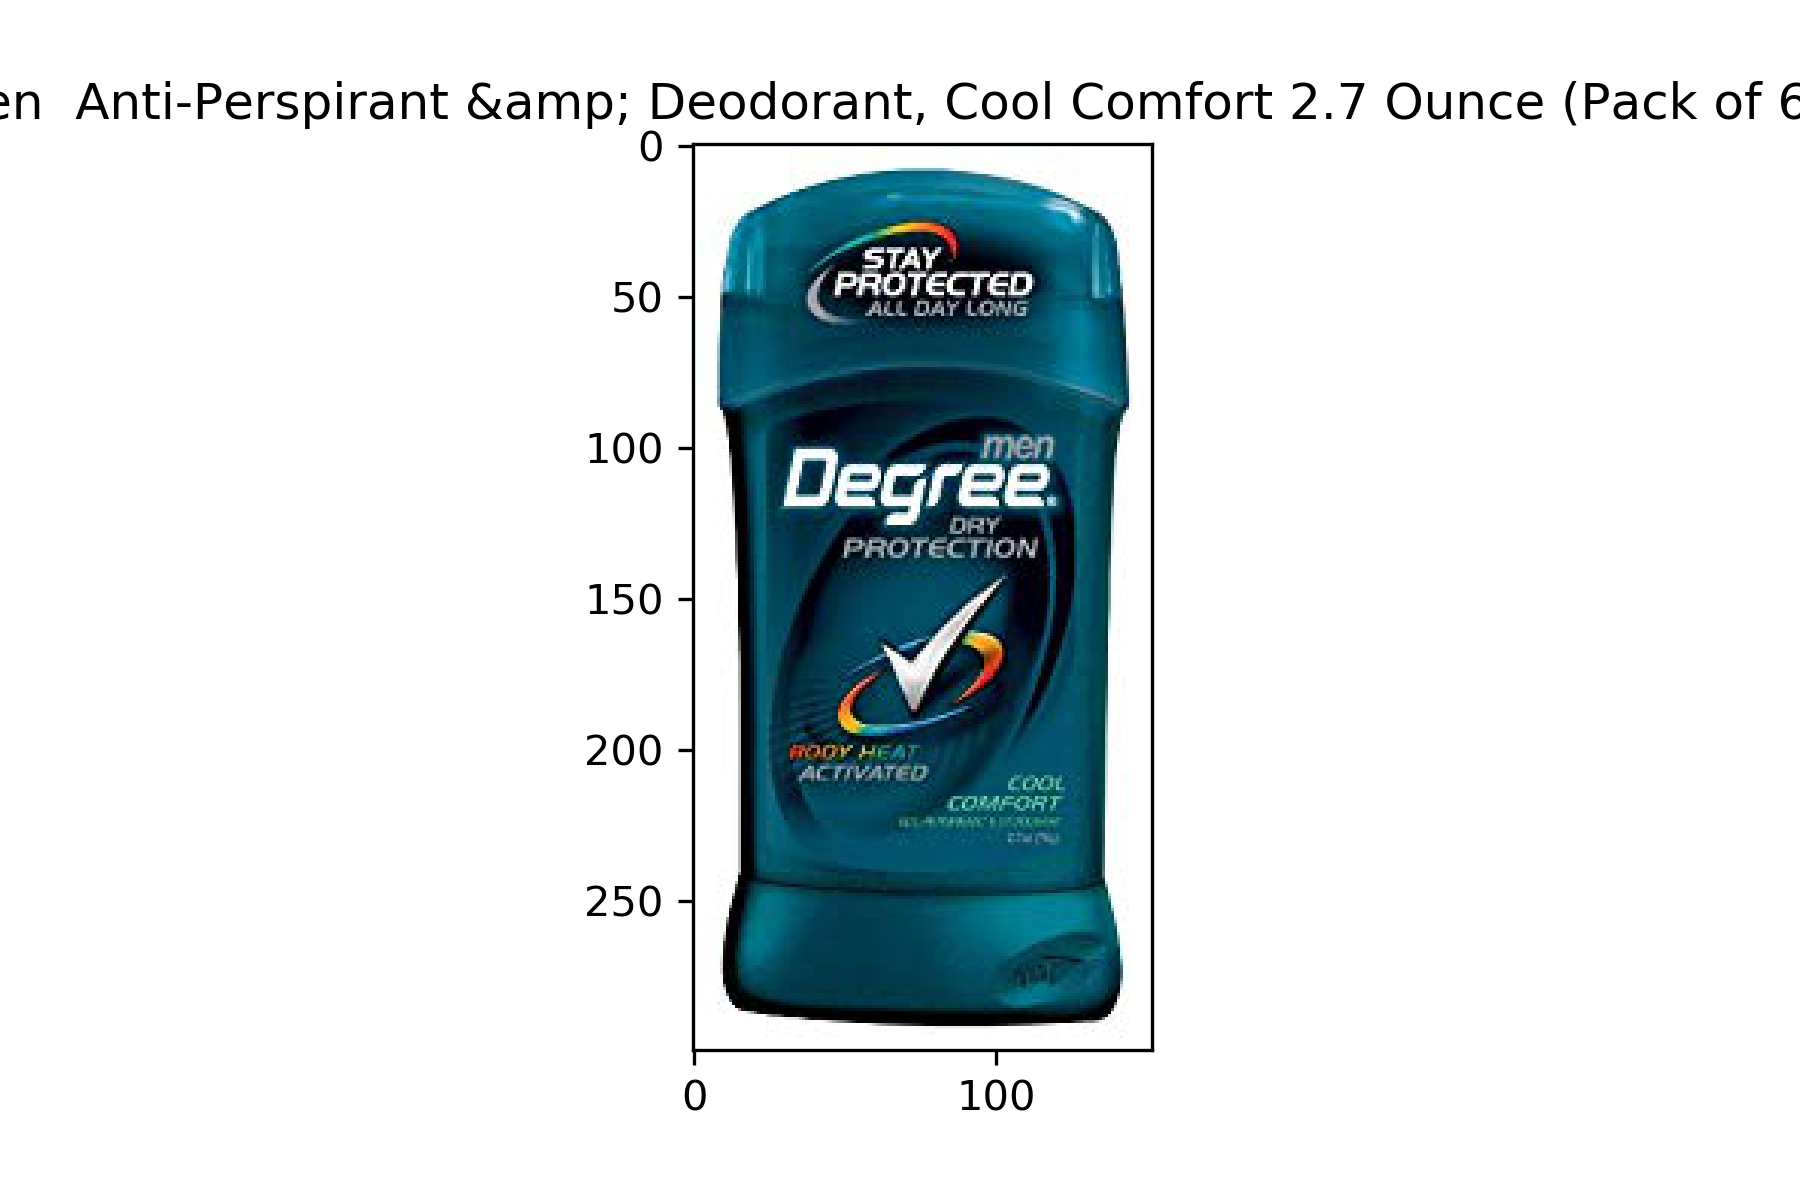 en  Anti-Perspirant &amp; Deodorant, Cool Comfort 2.7 Ounce (Pack of 6
0
50
100
150
200
250
0
100
STAY
PROTECTED
ALL DAY LONG
men
Degree®
DRY
PROTECTION
BODY HEAT
ACTIVATED
COOL
COMFORT